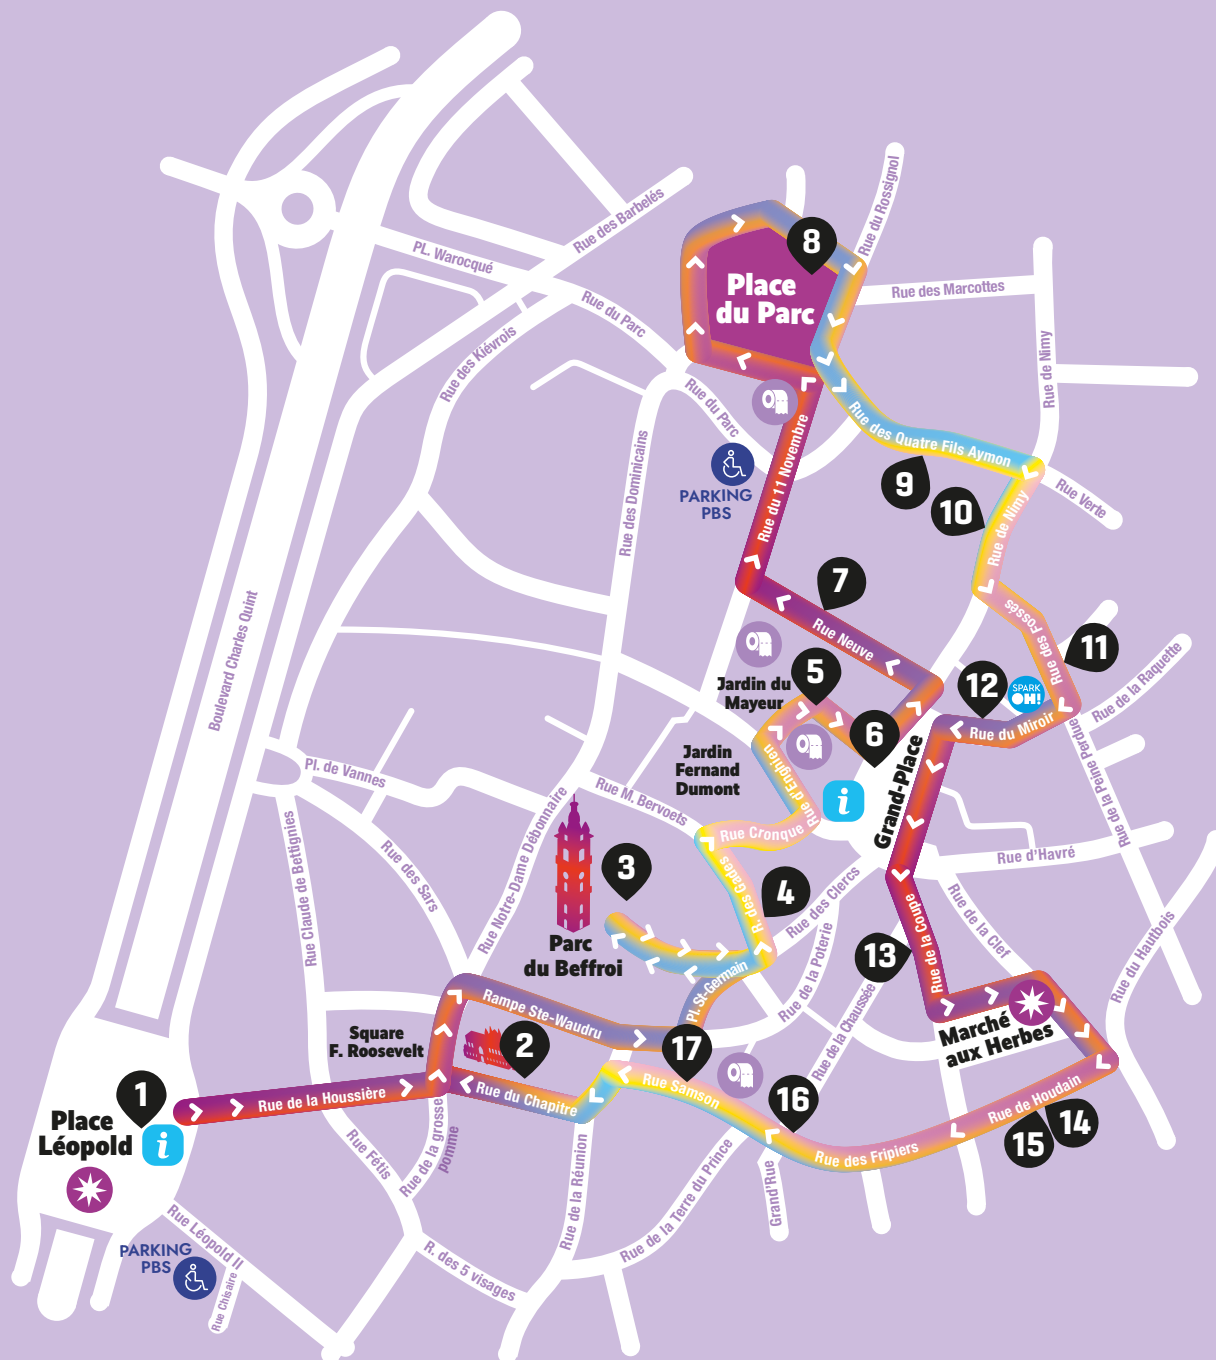 Rue du Rossignol
Rue des Barbelés
PL. Warocqué
8
Place
du Parc
Rue des Marcottes
Rue du Parc
Rue des Kiévrois
Rue de Nimy
Rue du Parc
Rue des Quatre Fils Aymon
Rue du 11 Novembre
Rue des Dominicains
PARKING
PBS
9
10
Rue Verte
Rue de Nimy
7
Rue Neuve
Rue des Fossés
11
Boulevard Charles Quint
Jardin du
Mayeur
5
12
SPARK
OH!
Rue de la Raquette
6
Rue du Miroir
Rue de la Peine Perdue
Jardin
Fernand
Dumont
Rue d'Enghien
Grand-Place
i
Pl. de Vannes
Rue M. Bervoets
Rue Cronque
Rue Notre-Dame Débonnaire
Rue Claude de Bettignies
Rue des Sars
3
R. des Gades
4
Rue des Clercs
Rue d'Havré
Rue de la Clef
Rue de la Coupe
13
Rue du Hautbois
Parc
du Beffroi
Pl. St-Germain
Rue de la Poterie
Rue de la Chaussée
Rampe Ste-Waudru
Square
F. Roosevelt
2
17
Marché
aux Herbes
1
Rue de la Houssière
Rue du Chapitre
Rue Samson
16
Rue de Houdain
14
15
Place
Léopold
i
Rue des Fripiers
Rue Fétis
Rue de la grosse
pomme
Rue de la Réunion
Rue de la Terre du Prince
Grand'Rue
Rue Léopold II
PARKING
PBS
Rue Chisaire
R. des 5 visages